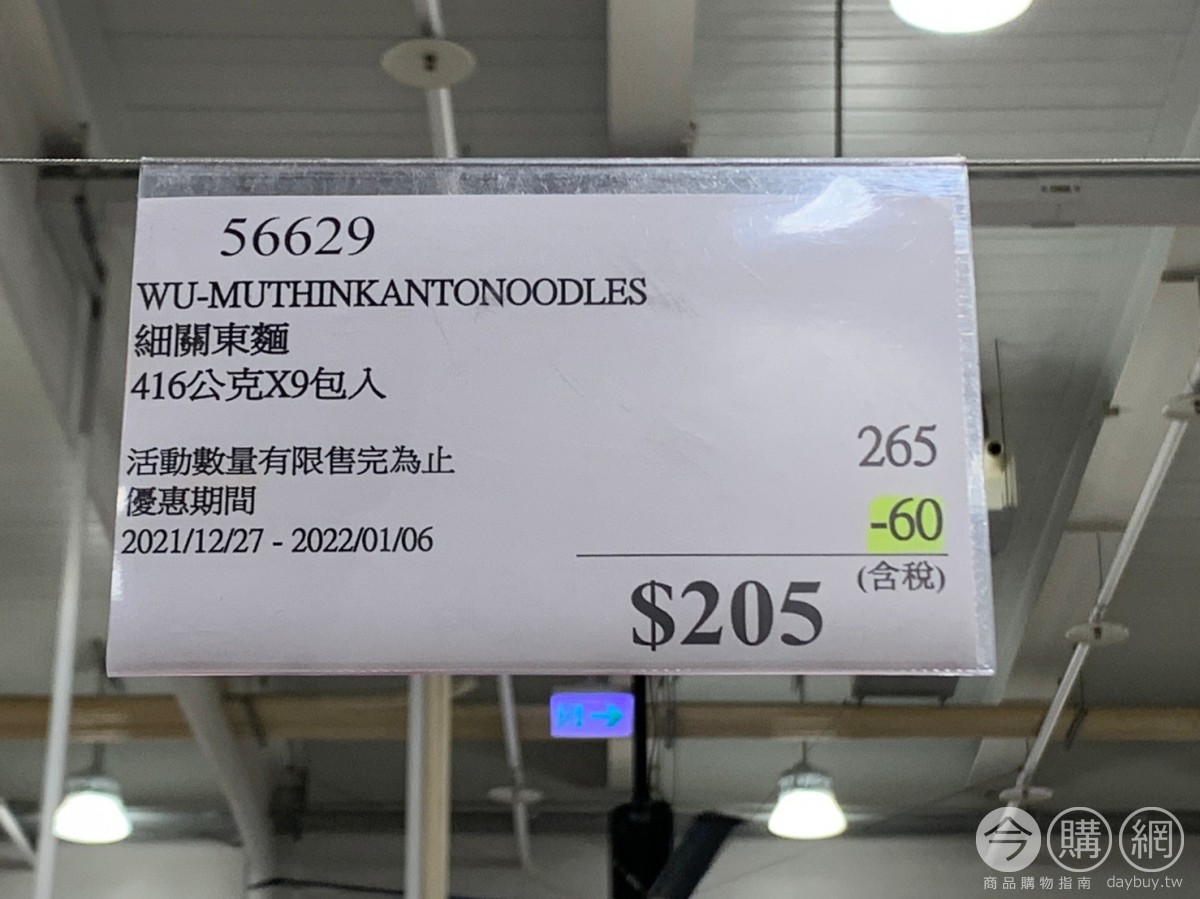 56629
WU-MUTHINKANTONOODLES
細關東麵
416公克X9包入
活動數量有限售完為止
優惠期間
2021/12/27 - 2022/01/06
265
-60
(含稅)
$205
今購網
商品購物指南 daybuy.tw